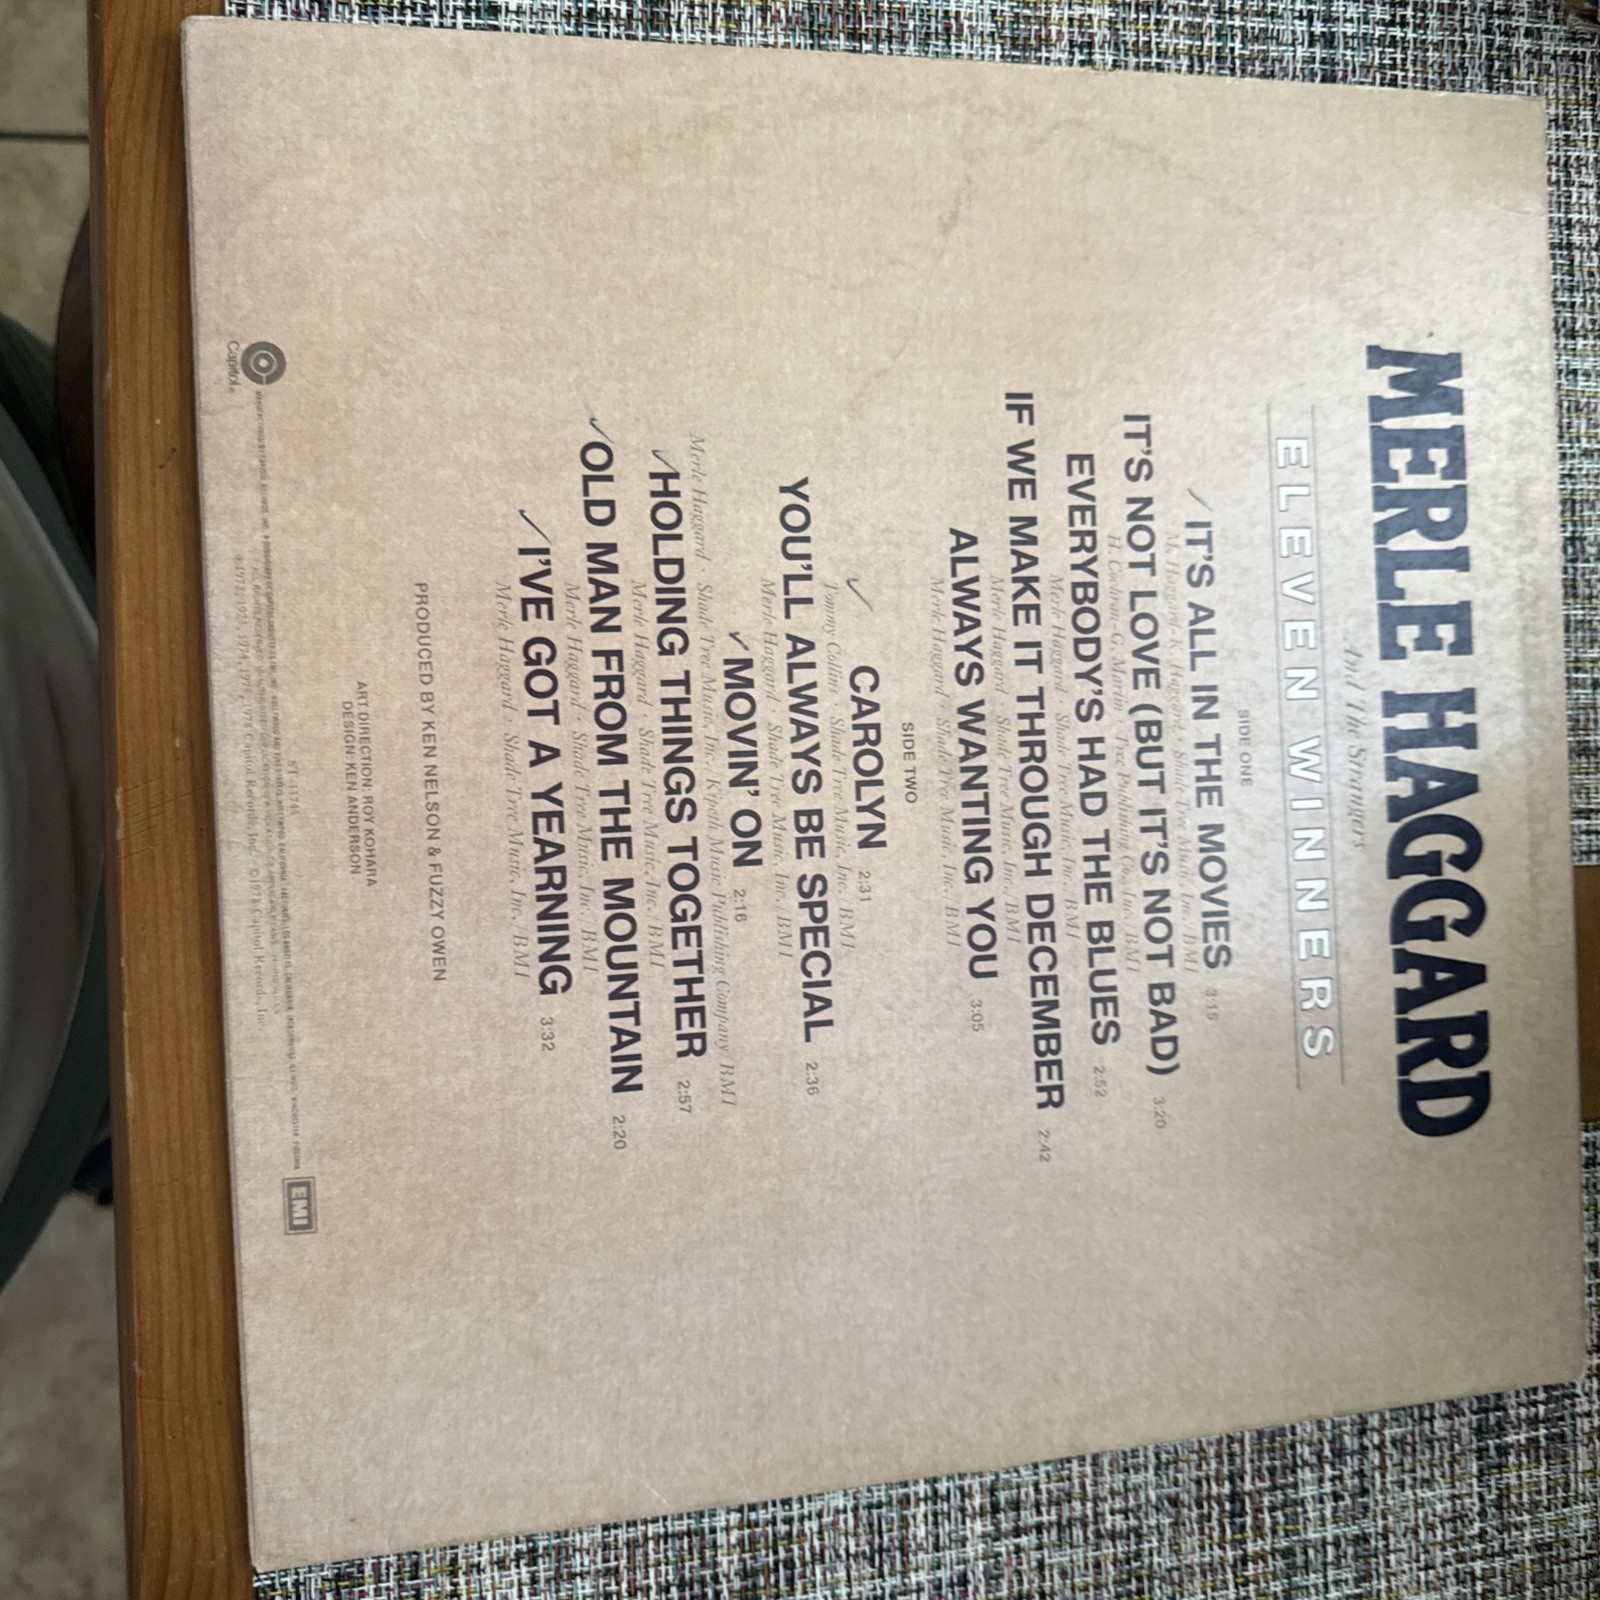 MERLE HAGGARD
And The Strangers
ELEVEN WINNERS
SIDE ONE
✓ IT'S ALL IN THE MOVIES 3:15
M. Haggard - K. Haggard · Shade Tree Music, Inc. BMI
IT'S NOT LOVE (BUT IT'S NOT BAD) 3:20
H. Cochran - G. Martin · Tree Publishing Co., Inc. BMI
EVERYBODY'S HAD THE BLUES 2:52
Merle Haggard · Shade Tree Music, Inc. BMI
IF WE MAKE IT THROUGH DECEMBER 2:42
Merle Haggard · Shade Tree Music, Inc. BMI
ALWAYS WANTING YOU 3:05
Merle Haggard · Shade Tree Music, Inc. BMI
SIDE TWO
✓ CAROLYN 2:31
Tommy Collins · Shade Tree Music, Inc. BMI
YOU'LL ALWAYS BE SPECIAL 2:36
Merle Haggard · Shade Tree Music, Inc. BMI
✓ MOVIN' ON 2:16
Merle Haggard · Shade Tree Music, Inc./Kipath Music Publishing Company BMI
✓ HOLDING THINGS TOGETHER 2:57
Merle Haggard · Shade Tree Music, Inc. BMI
✓ OLD MAN FROM THE MOUNTAIN 2:20
Merle Haggard · Shade Tree Music, Inc. BMI
✓ I'VE GOT A YEARNING 3:32
Merle Haggard · Shade Tree Music, Inc. BMI
PRODUCED BY KEN NELSON & FUZZY OWEN
ART DIRECTION: ROY KOHARA
DESIGN: KEN ANDERSON
Capitol®
EMI